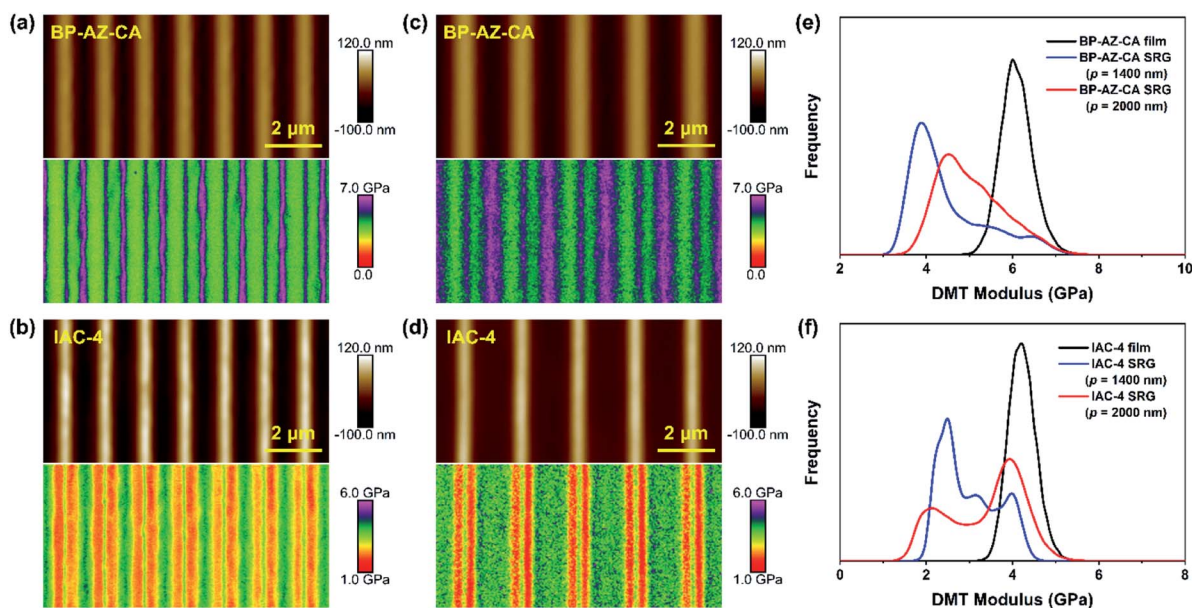 (a)
BP-AZ-CA
2 μm
120.0 nm
-100.0 nm
7.0 GPa
0.0
(c)
BP-AZ-CA
2 μm
120.0 nm
-100.0 nm
7.0 GPa
0.0
(e)
BP-AZ-CA film
BP-AZ-CA SRG
(p = 1400 nm)
BP-AZ-CA SRG
(p = 2000 nm)
Frequency
2 4 6 8 10
DMT Modulus (GPa)
(b)
IAC-4
2 μm
120.0 nm
-100.0 nm
6.0 GPa
1.0 GPa
(d)
IAC-4
2 μm
120.0 nm
-100.0 nm
6.0 GPa
1.0 GPa
(f)
IAC-4 film
IAC-4 SRG
(p = 1400 nm)
IAC-4 SRG
(p = 2000 nm)
Frequency
0 2 4 6 8
DMT Modulus (GPa)